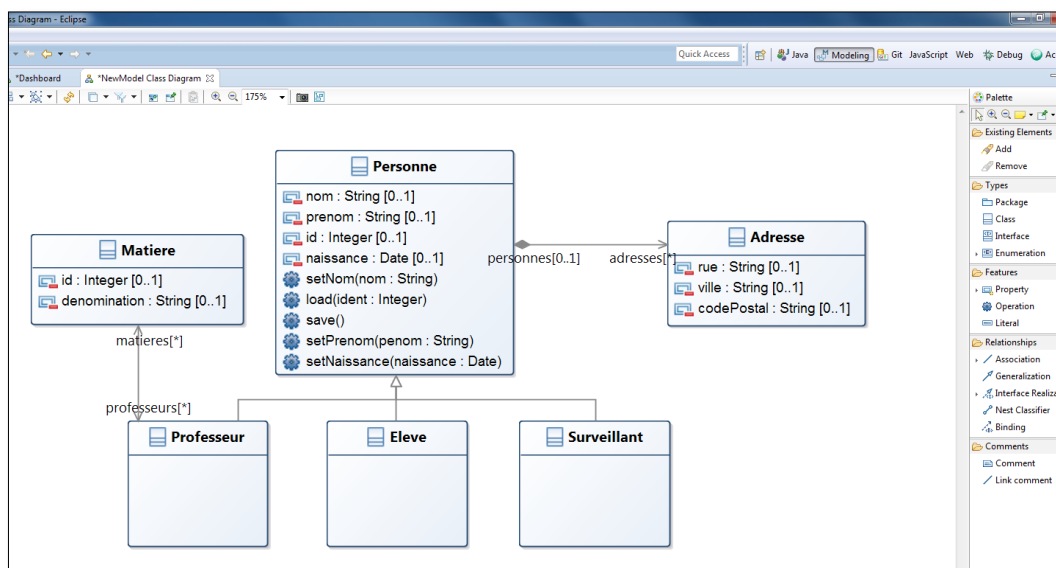 ss Diagram - Eclipse
Quick Access
Java
Modeling
Git
JavaScript
Web
Debug
Ac
*Dashboard
*NewModel Class Diagram
175%
Personne
nom : String [0..1]
prenom : String [0..1]
id : Integer [0..1]
naissance : Date [0..1]
setNom(nom : String)
load(ident : Integer)
save()
setPrenom(penom : String)
setNaissance(naissance : Date)
Matiere
id : Integer [0..1]
denomination : String [0..1]
personnes[0..1]
adresses[*]
Adresse
rue : String [0..1]
ville : String [0..1]
codePostal : String [0..1]
matieres[*]
professeurs[*]
Professeur
Eleve
Surveillant
Palette
Existing Elements
Add
Remove
Types
Package
Class
Interface
Enumeration
Features
Property
Operation
Literal
Relationships
Association
Generalization
Interface Realiza
Nest Classifier
Binding
Comments
Comment
Link comment